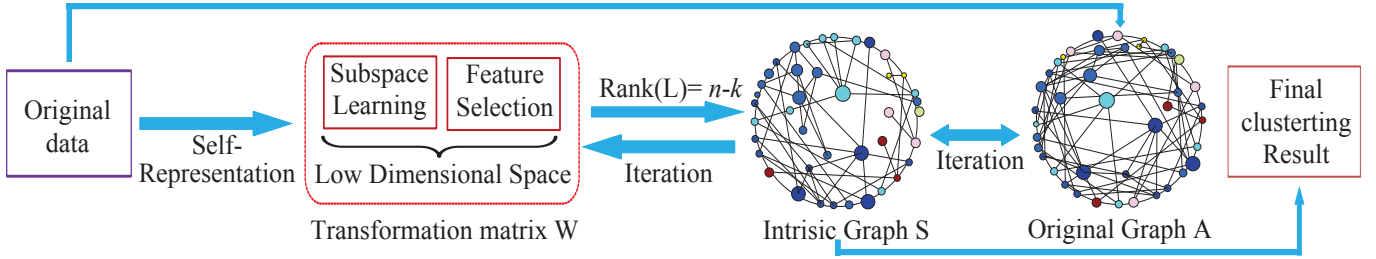 Original
data
Self-
Representation
Subspace
Learning
Feature
Selection
Low Dimensional Space
Transformation matrix W
Rank(L)= n-k
Iteration
Intrisic Graph S
Iteration
Original Graph A
Final
clusterting
Result